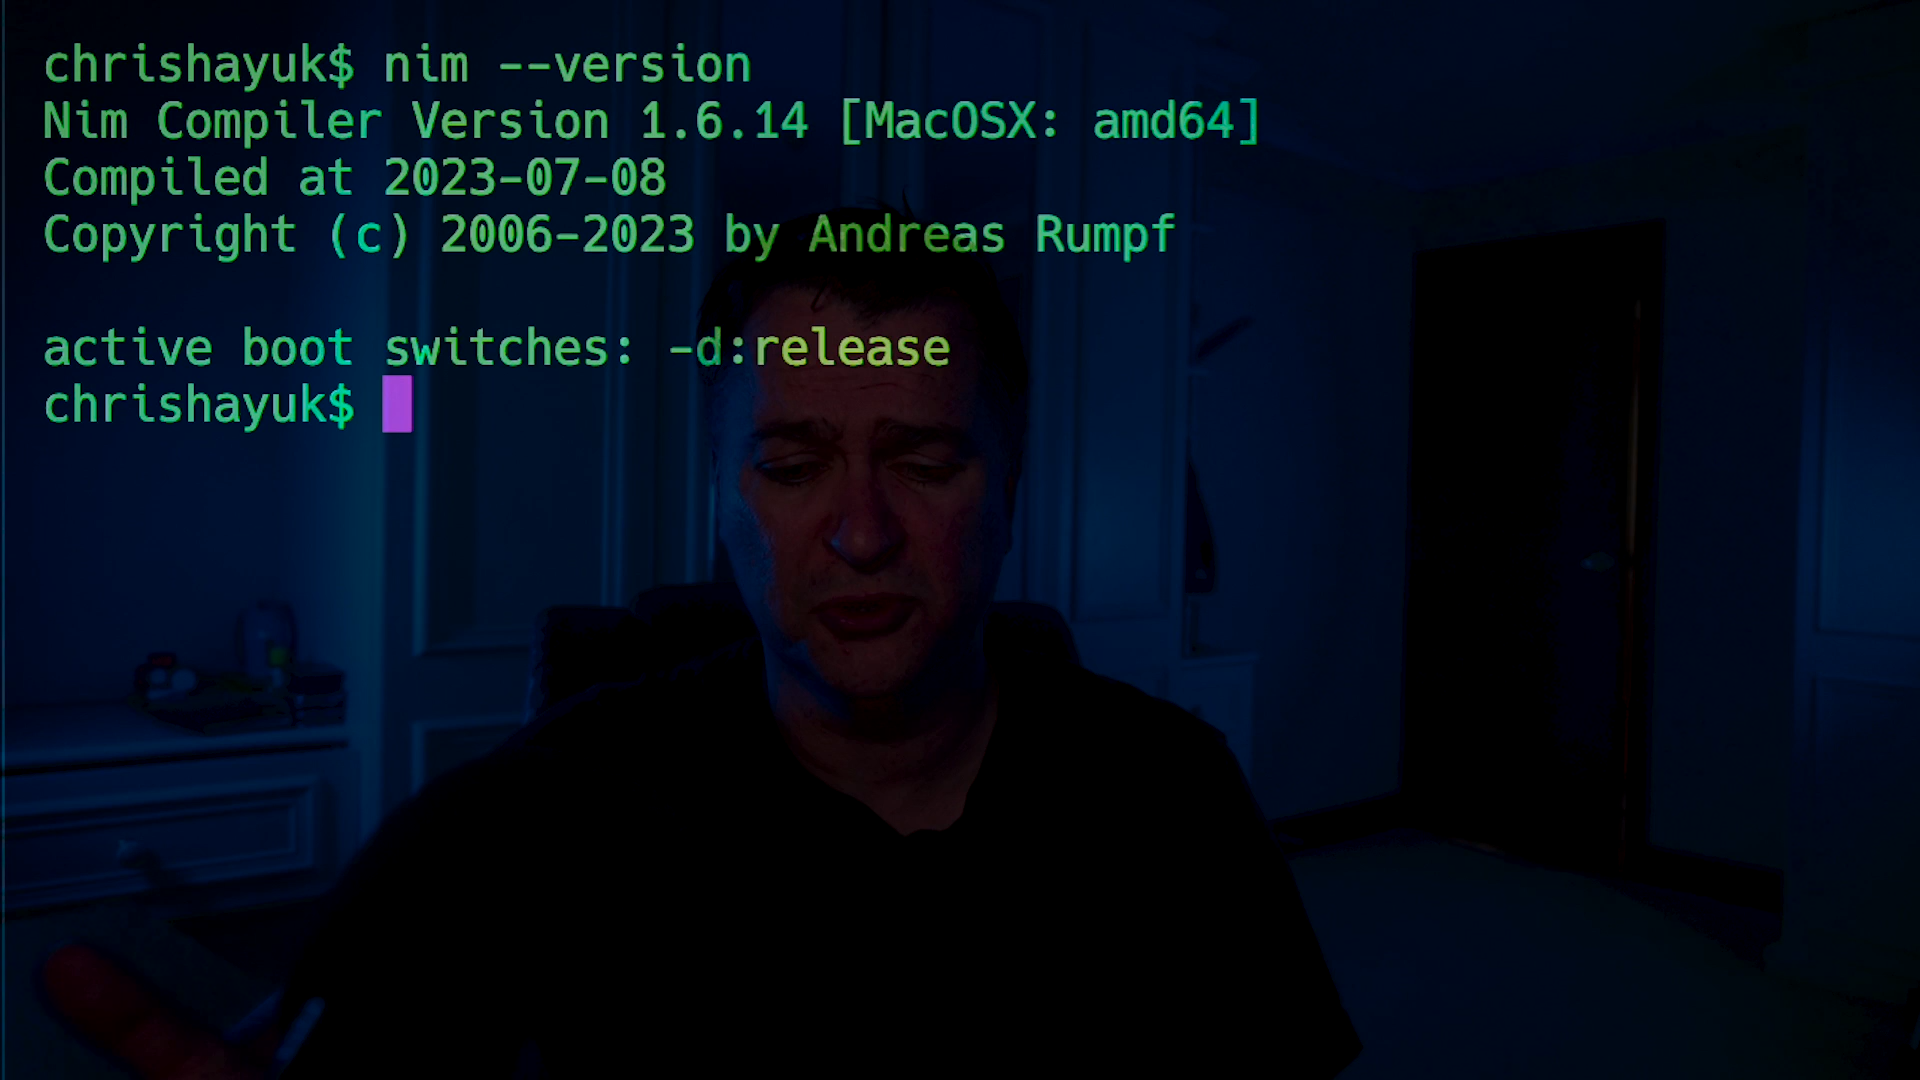 chrishayuk$ nim --version
Nim Compiler Version 1.6.14 [MacOSX: amd64]
Compiled at 2023-07-08
Copyright (c) 2006-2023 by Andreas Rumpf
active boot switches: -d:release
chrishayuk$